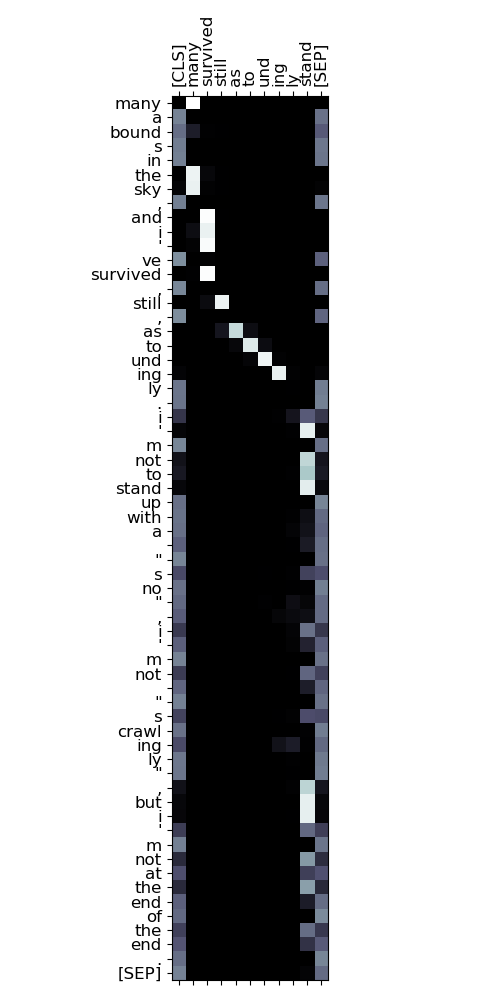 [CLS]
many
survived
still
as
to
und
ing
ly
stand
[SEP]
many
a
bound
s
in
the
sky
,
and
i
'
ve
survived
,
still
,
as
to
und
ing
ly
.
i
'
m
not
to
stand
up
with
a
"
s
no
"
,
i
'
m
not
"
s
crawl
ing
ly
"
,
but
i
'
m
not
at
the
end
of
the
end
.
[SEP]